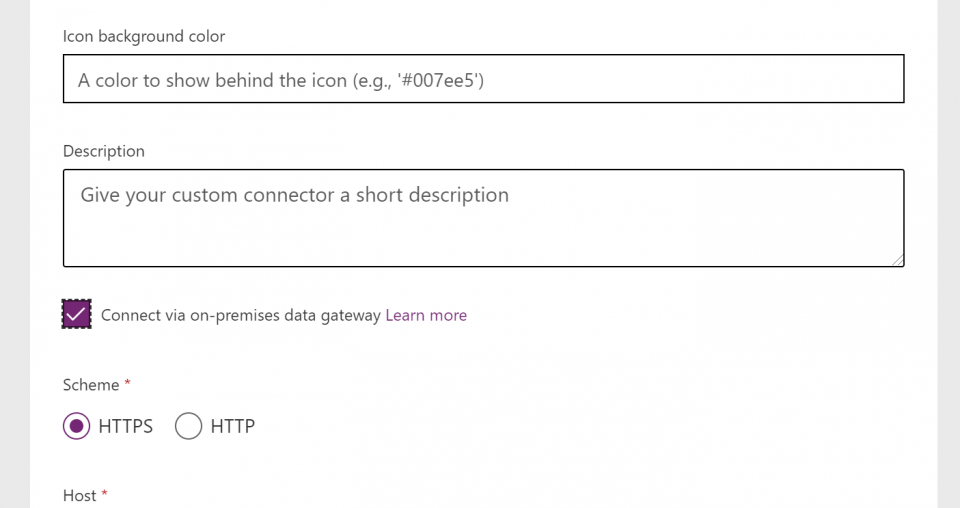 Icon background color
A color to show behind the icon (e.g., '#007ee5')
Description
Give your custom connector a short description
Connect via on-premises data gateway Learn more
Scheme *
HTTPS HTTP
Host *